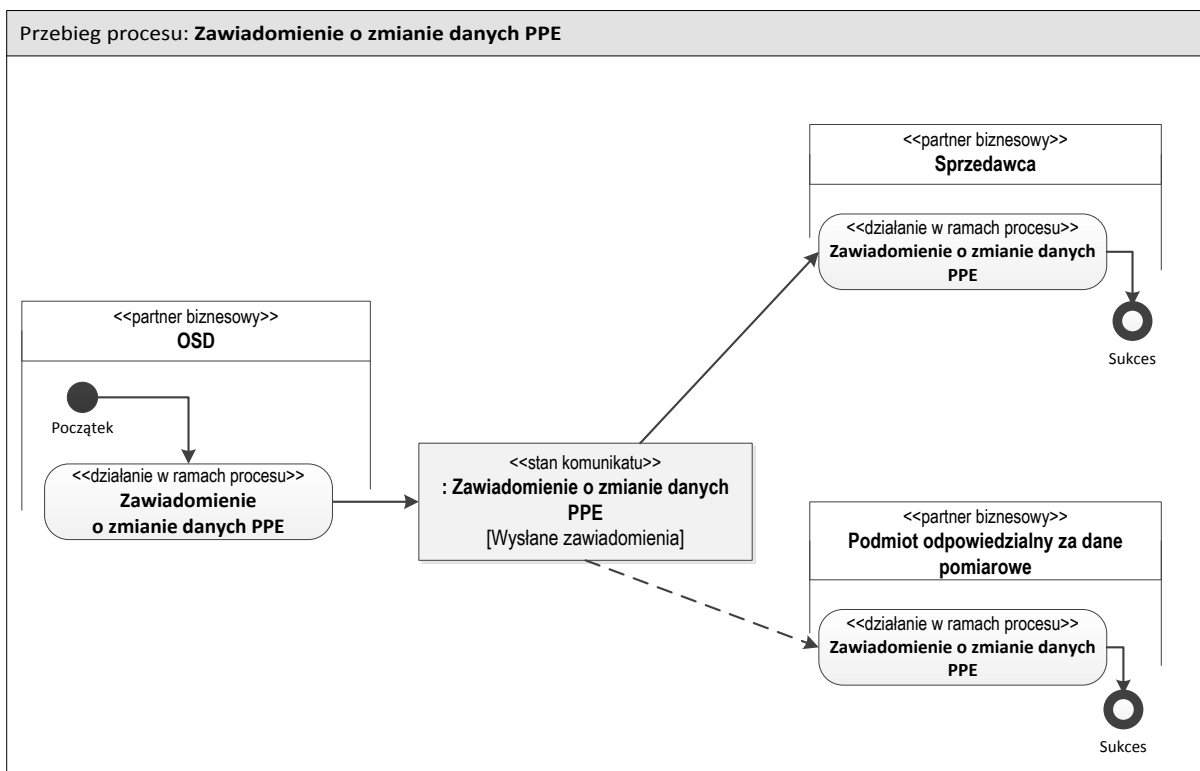 Przebieg procesu: Zawiadomienie o zmianie danych PPE
<<partner biznesowy>>
OSD
Początek
<<działanie w ramach procesu>>
Zawiadomienie
o zmianie danych PPE
<<stan komunikatu>>
: Zawiadomienie o zmianie danych
PPE
[Wysłane zawiadomienia]
<<partner biznesowy>>
Sprzedawca
<<działanie w ramach procesu>>
Zawiadomienie o zmianie danych
PPE
Sukces
<<partner biznesowy>>
Podmiot odpowiedzialny za dane
pomiarowe
<<działanie w ramach procesu>>
Zawiadomienie o zmianie danych
PPE
Sukces